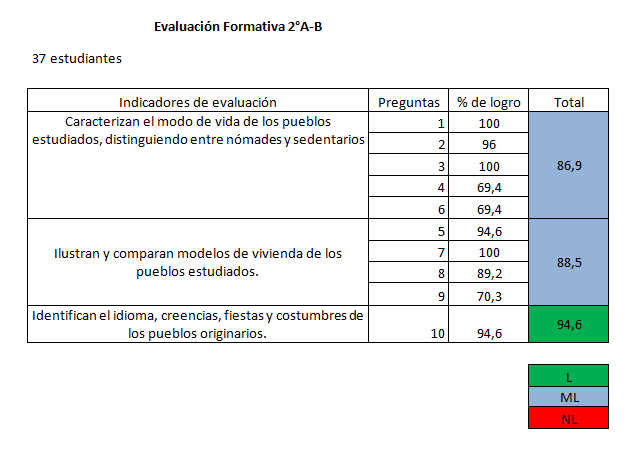 Evaluación Formativa 2°A-B
37 estudiantes
Indicadores de evaluación Preguntas % de logro Total
Caracterizan el modo de vida de los pueblos
estudiados, distinguiendo entre nómades y sedentarios
1 100
2 96
3 100
4 69,4
6 69,4
86,9
Ilustran y comparan modelos de vivienda de los
pueblos estudiados.
5 94,6
7 100
8 89,2
9 70,3
88,5
Identifican el idioma, creencias, fiestas y costumbres de
los pueblos originarios.
10 94,6
94,6
L
ML
NL